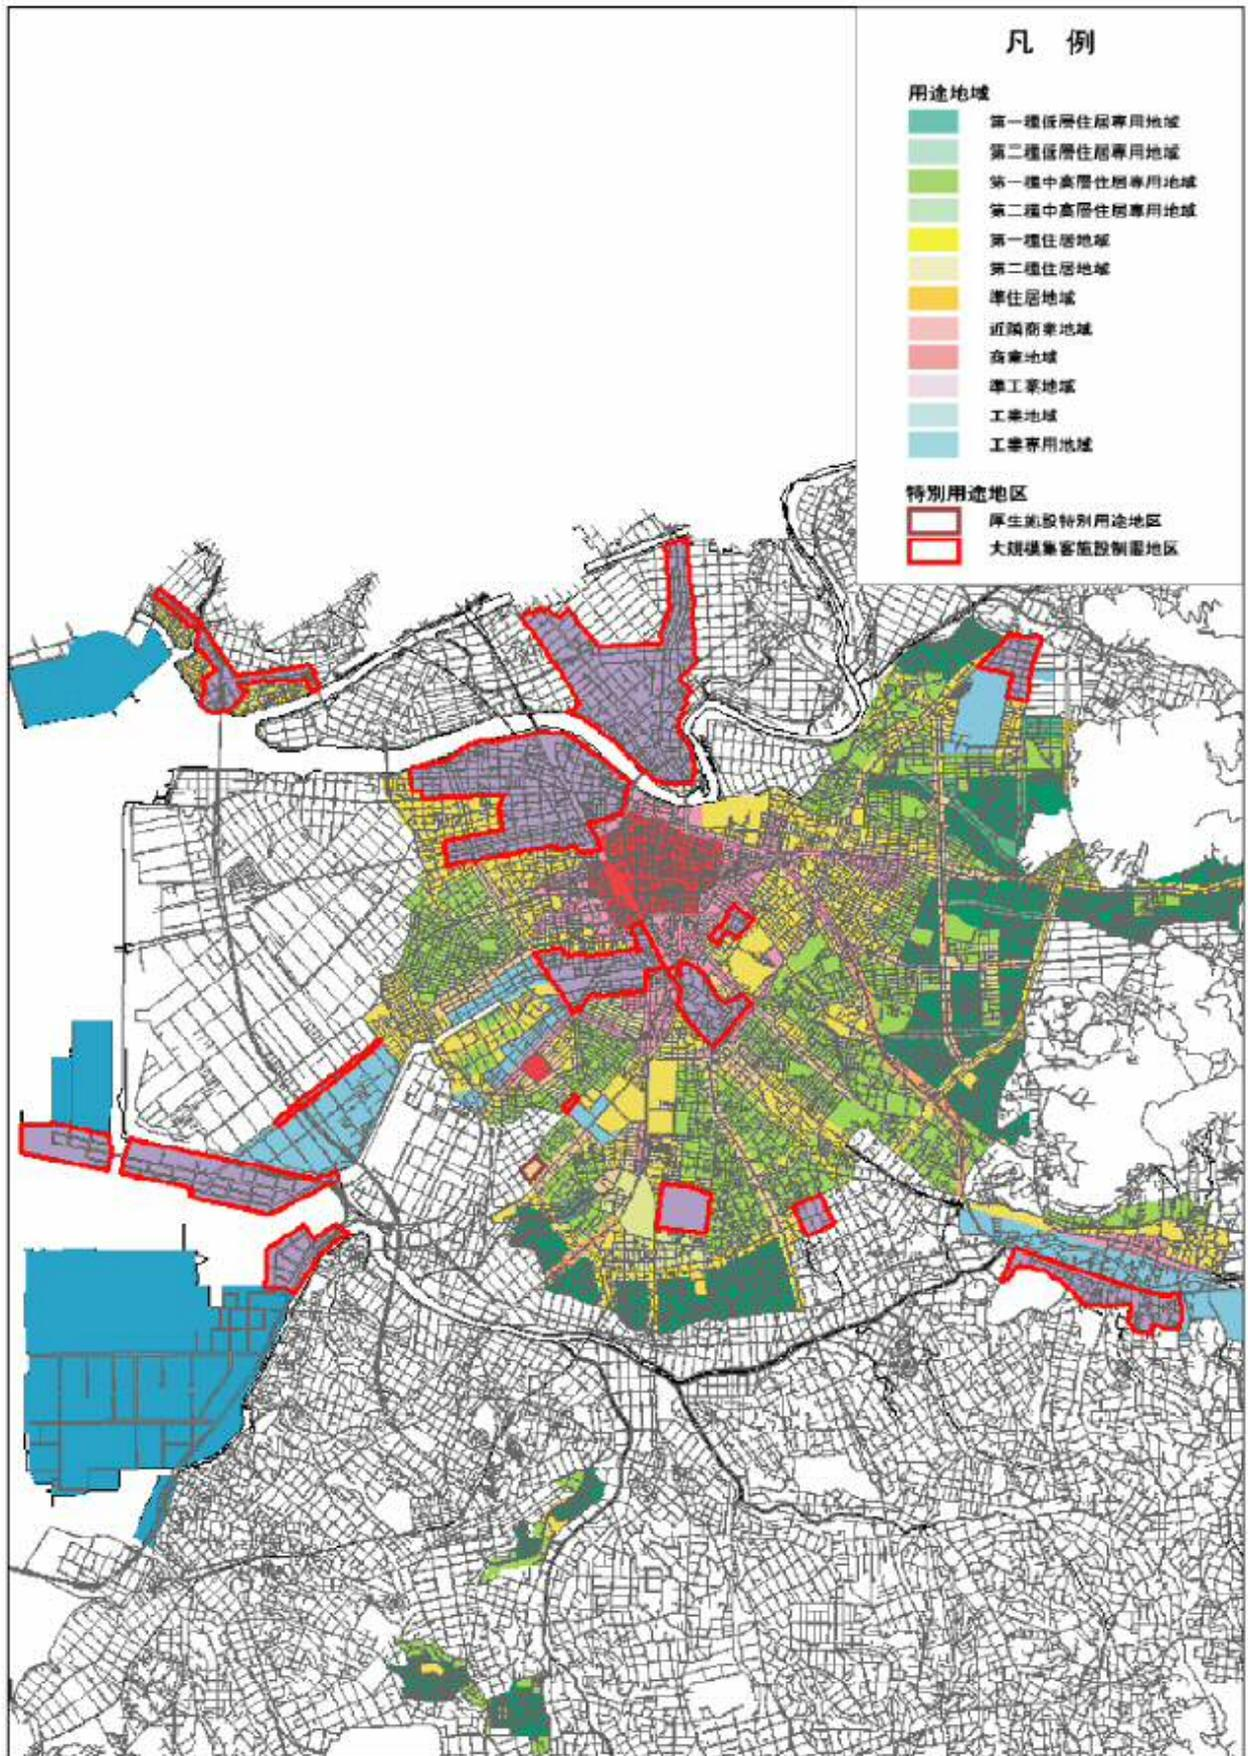 凡 例
用途地域
第一種低層住居専用地域
第二種低層住居専用地域
第一種中高層住居専用地域
第二種中高層住居専用地域
第一種住居地域
第二種住居地域
準住居地域
近隣商業地域
商業地域
準工業地域
工業地域
工業専用地域
特別用途地区
厚生施設特別用途地区
大規模集客施設制限地区